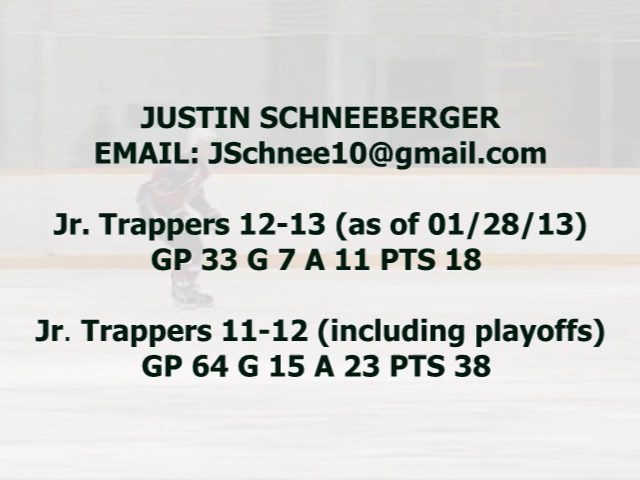 JUSTIN SCHNEEBERGER
EMAIL: JSchnee10@gmail.com
Jr. Trappers 12-13 (as of 01/28/13)
GP 33 G 7 A 11 PTS 18
Jr. Trappers 11-12 (including playoffs)
GP 64 G 15 A 23 PTS 38